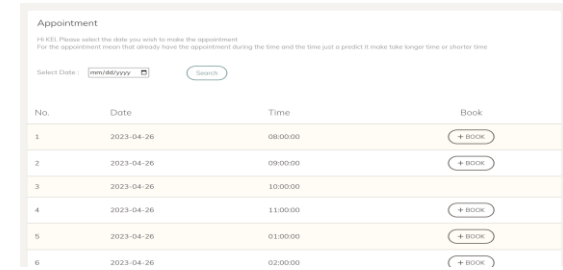 Appointment
Hi KEI. Please select the date you wish to make the appointment
For the appointment mean that already have the appointment during the time and the time just a predict it make take longer time or shorter time
Select Date : mm/dd/yyyy Search
No. Date Time Book
1 2023-04-26 08:00:00 + BOOK
2 2023-04-26 09:00:00 + BOOK
3 2023-04-26 10:00:00
4 2023-04-26 11:00:00 + BOOK
5 2023-04-26 01:00:00 + BOOK
6 2023-04-26 02:00:00 + BOOK